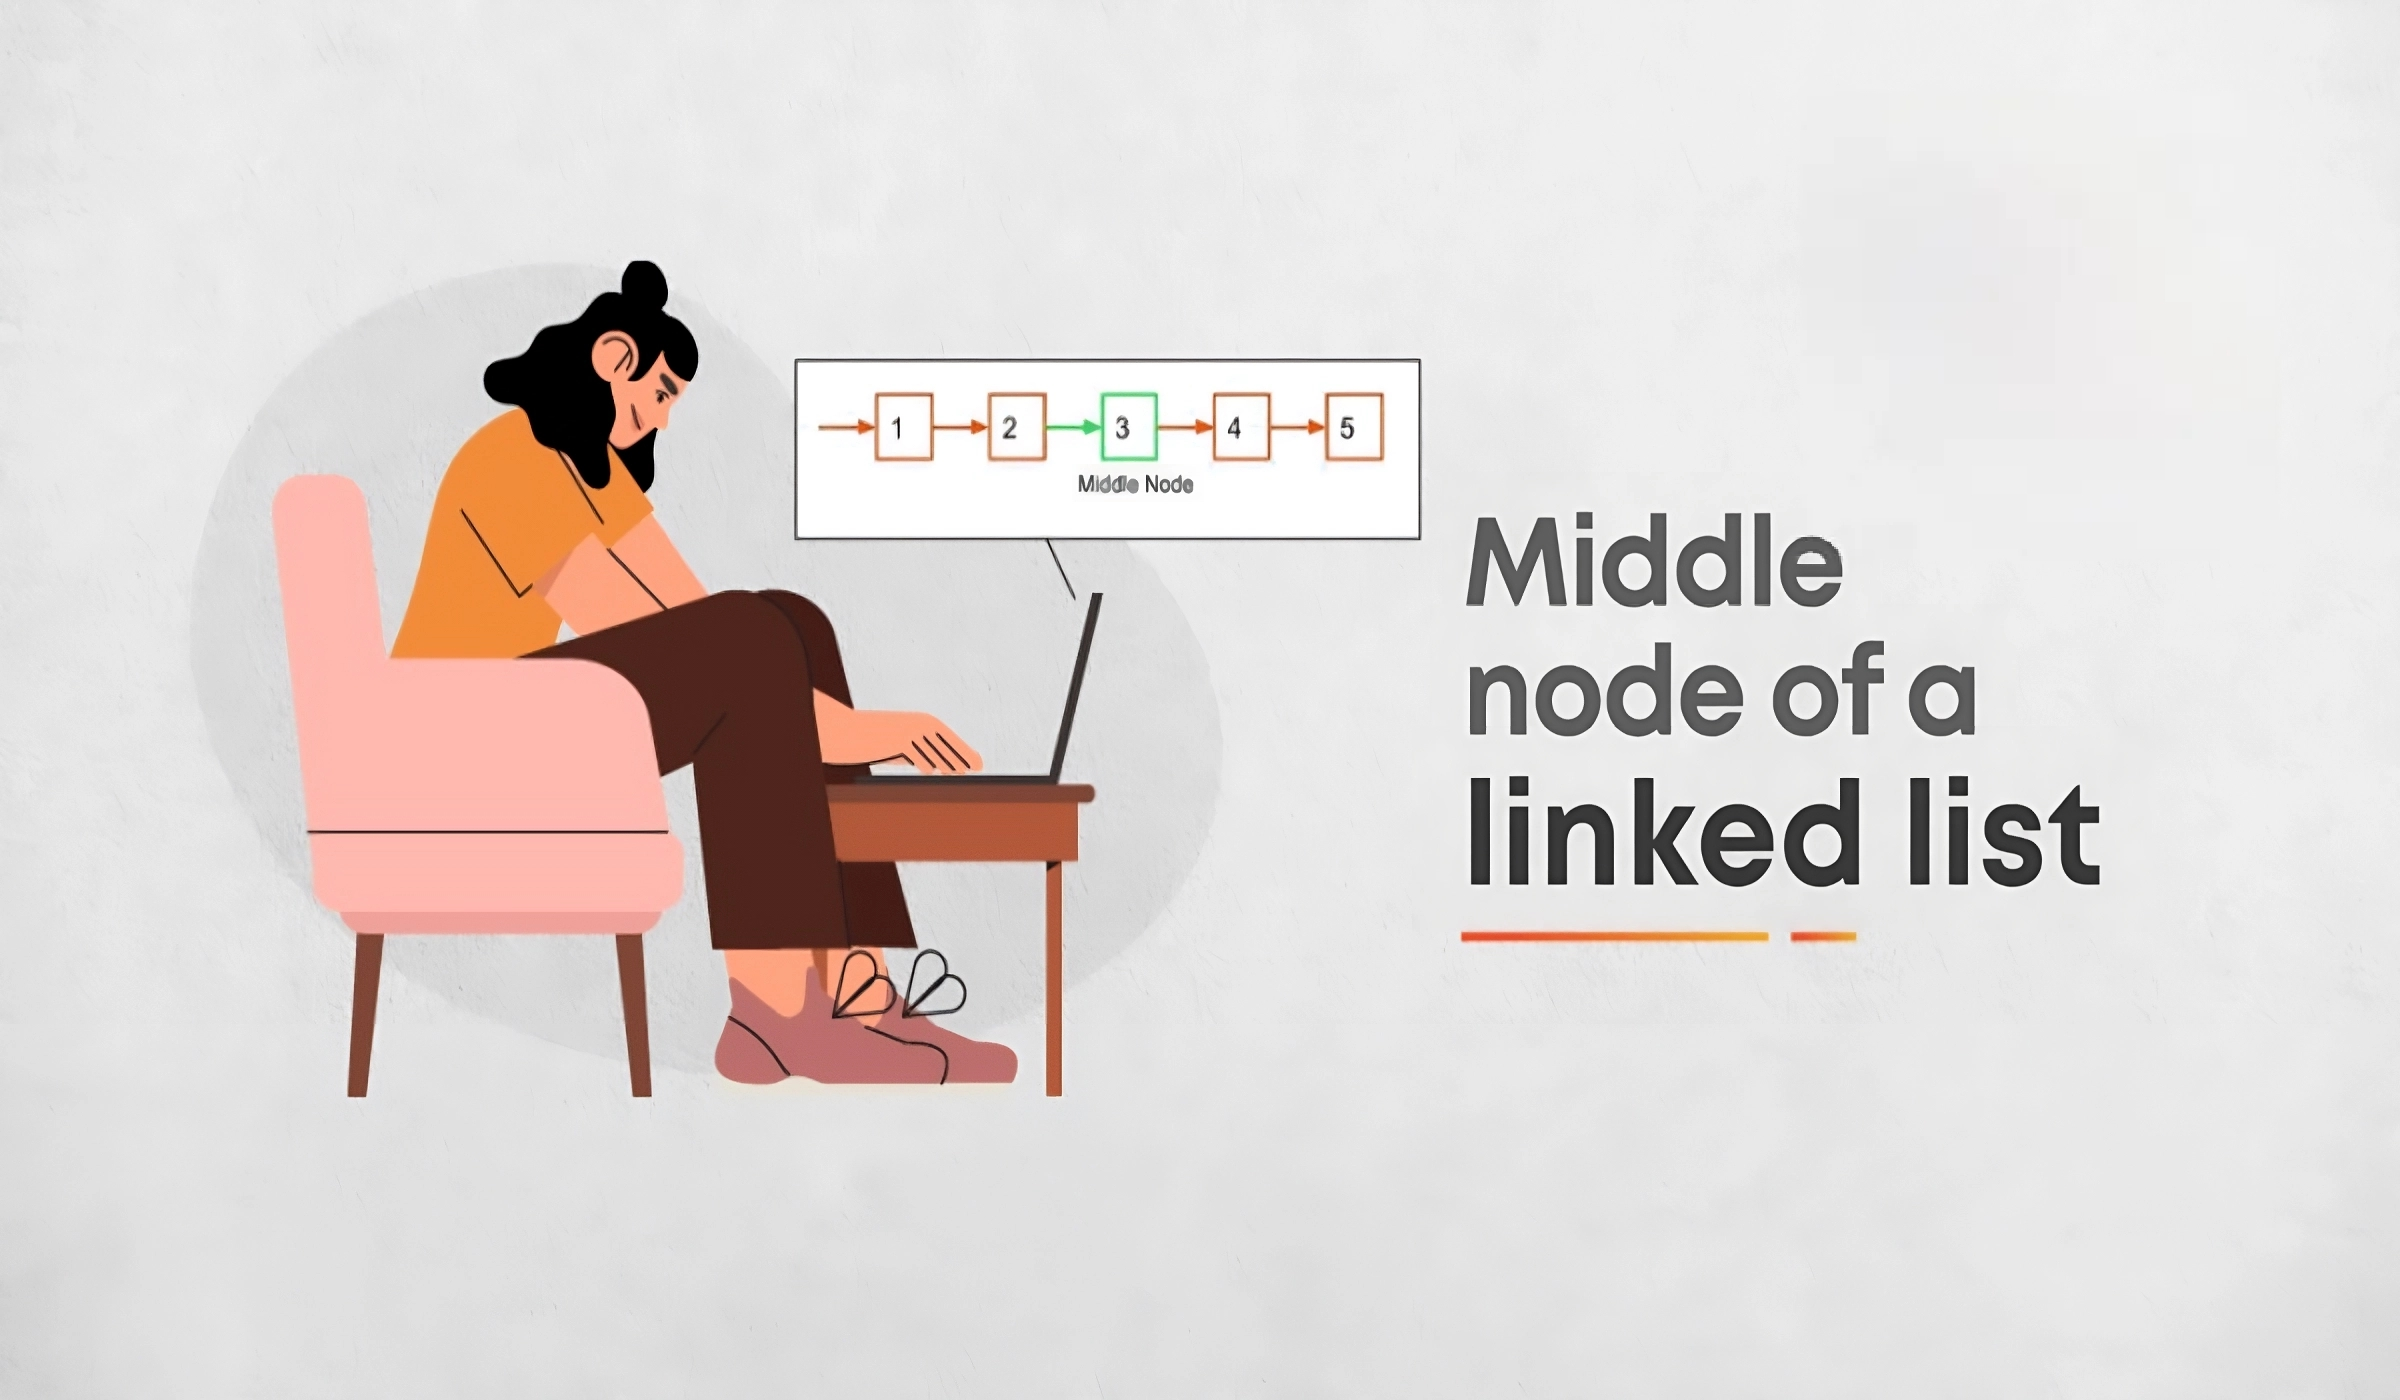 1 2 3 4 5
Middle Node
Middle
node of a
linked list